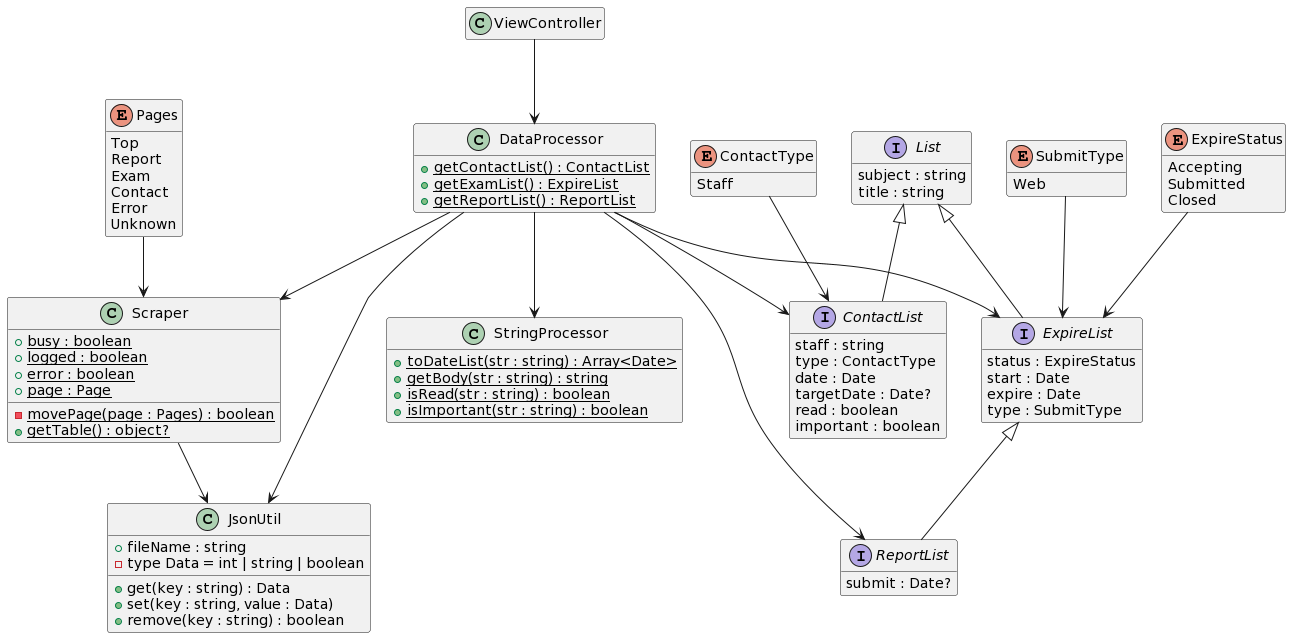 C ViewController
E Pages
Top
Report
Exam
Contact
Error
Unknown
C DataProcessor
getContactList() : ContactList
getExamList() : ExpireList
getReportList() : ReportList
E ContactType
Staff
I List
subject : string
title : string
E SubmitType
Web
E ExpireStatus
Accepting
Submitted
Closed
C Scraper
busy : boolean
logged : boolean
error : boolean
page : Page
movePage(page : Pages) : boolean
getTable() : object?
C StringProcessor
toDateList(str : string) : Array<Date>
getBody(str : string) : string
isRead(str : string) : boolean
isImportant(str : string) : boolean
I ContactList
staff : string
type : ContactType
date : Date
targetDate : Date?
read : boolean
important : boolean
I ExpireList
status : ExpireStatus
start : Date
expire : Date
type : SubmitType
C JsonUtil
fileName : string
type Data = int | string | boolean
get(key : string) : Data
set(key : string, value : Data)
remove(key : string) : boolean
I ReportList
submit : Date?